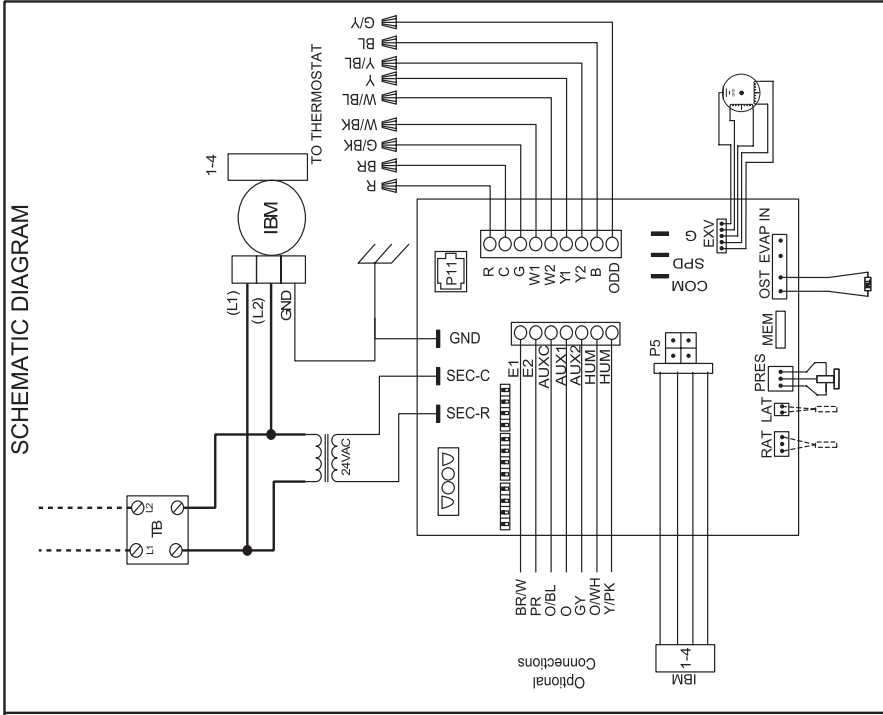 SCHEMATIC DIAGRAM
L2
L1
TB
(L1)
(L2)
GND
IBM
1-4
24VAC
TO THERMOSTAT
G/Y
BL
Y/BL
Y
W/BL
W/BK
G/BK
BR
R
GND
SEC-C
SEC-R
P11
R
C
G
W1
W2
Y1
Y2
B
ODD
E1
E2
AUXC
AUX1
AUX2
HUM
HUM
COM
SPD
G
EXV
EVAP IN
OST
MEM
PRES
LAT
RAT
P5
BR/W
PR
O/BL
O
GY
O/WH
Y/PK
Optional
Connections
IBM
1-4